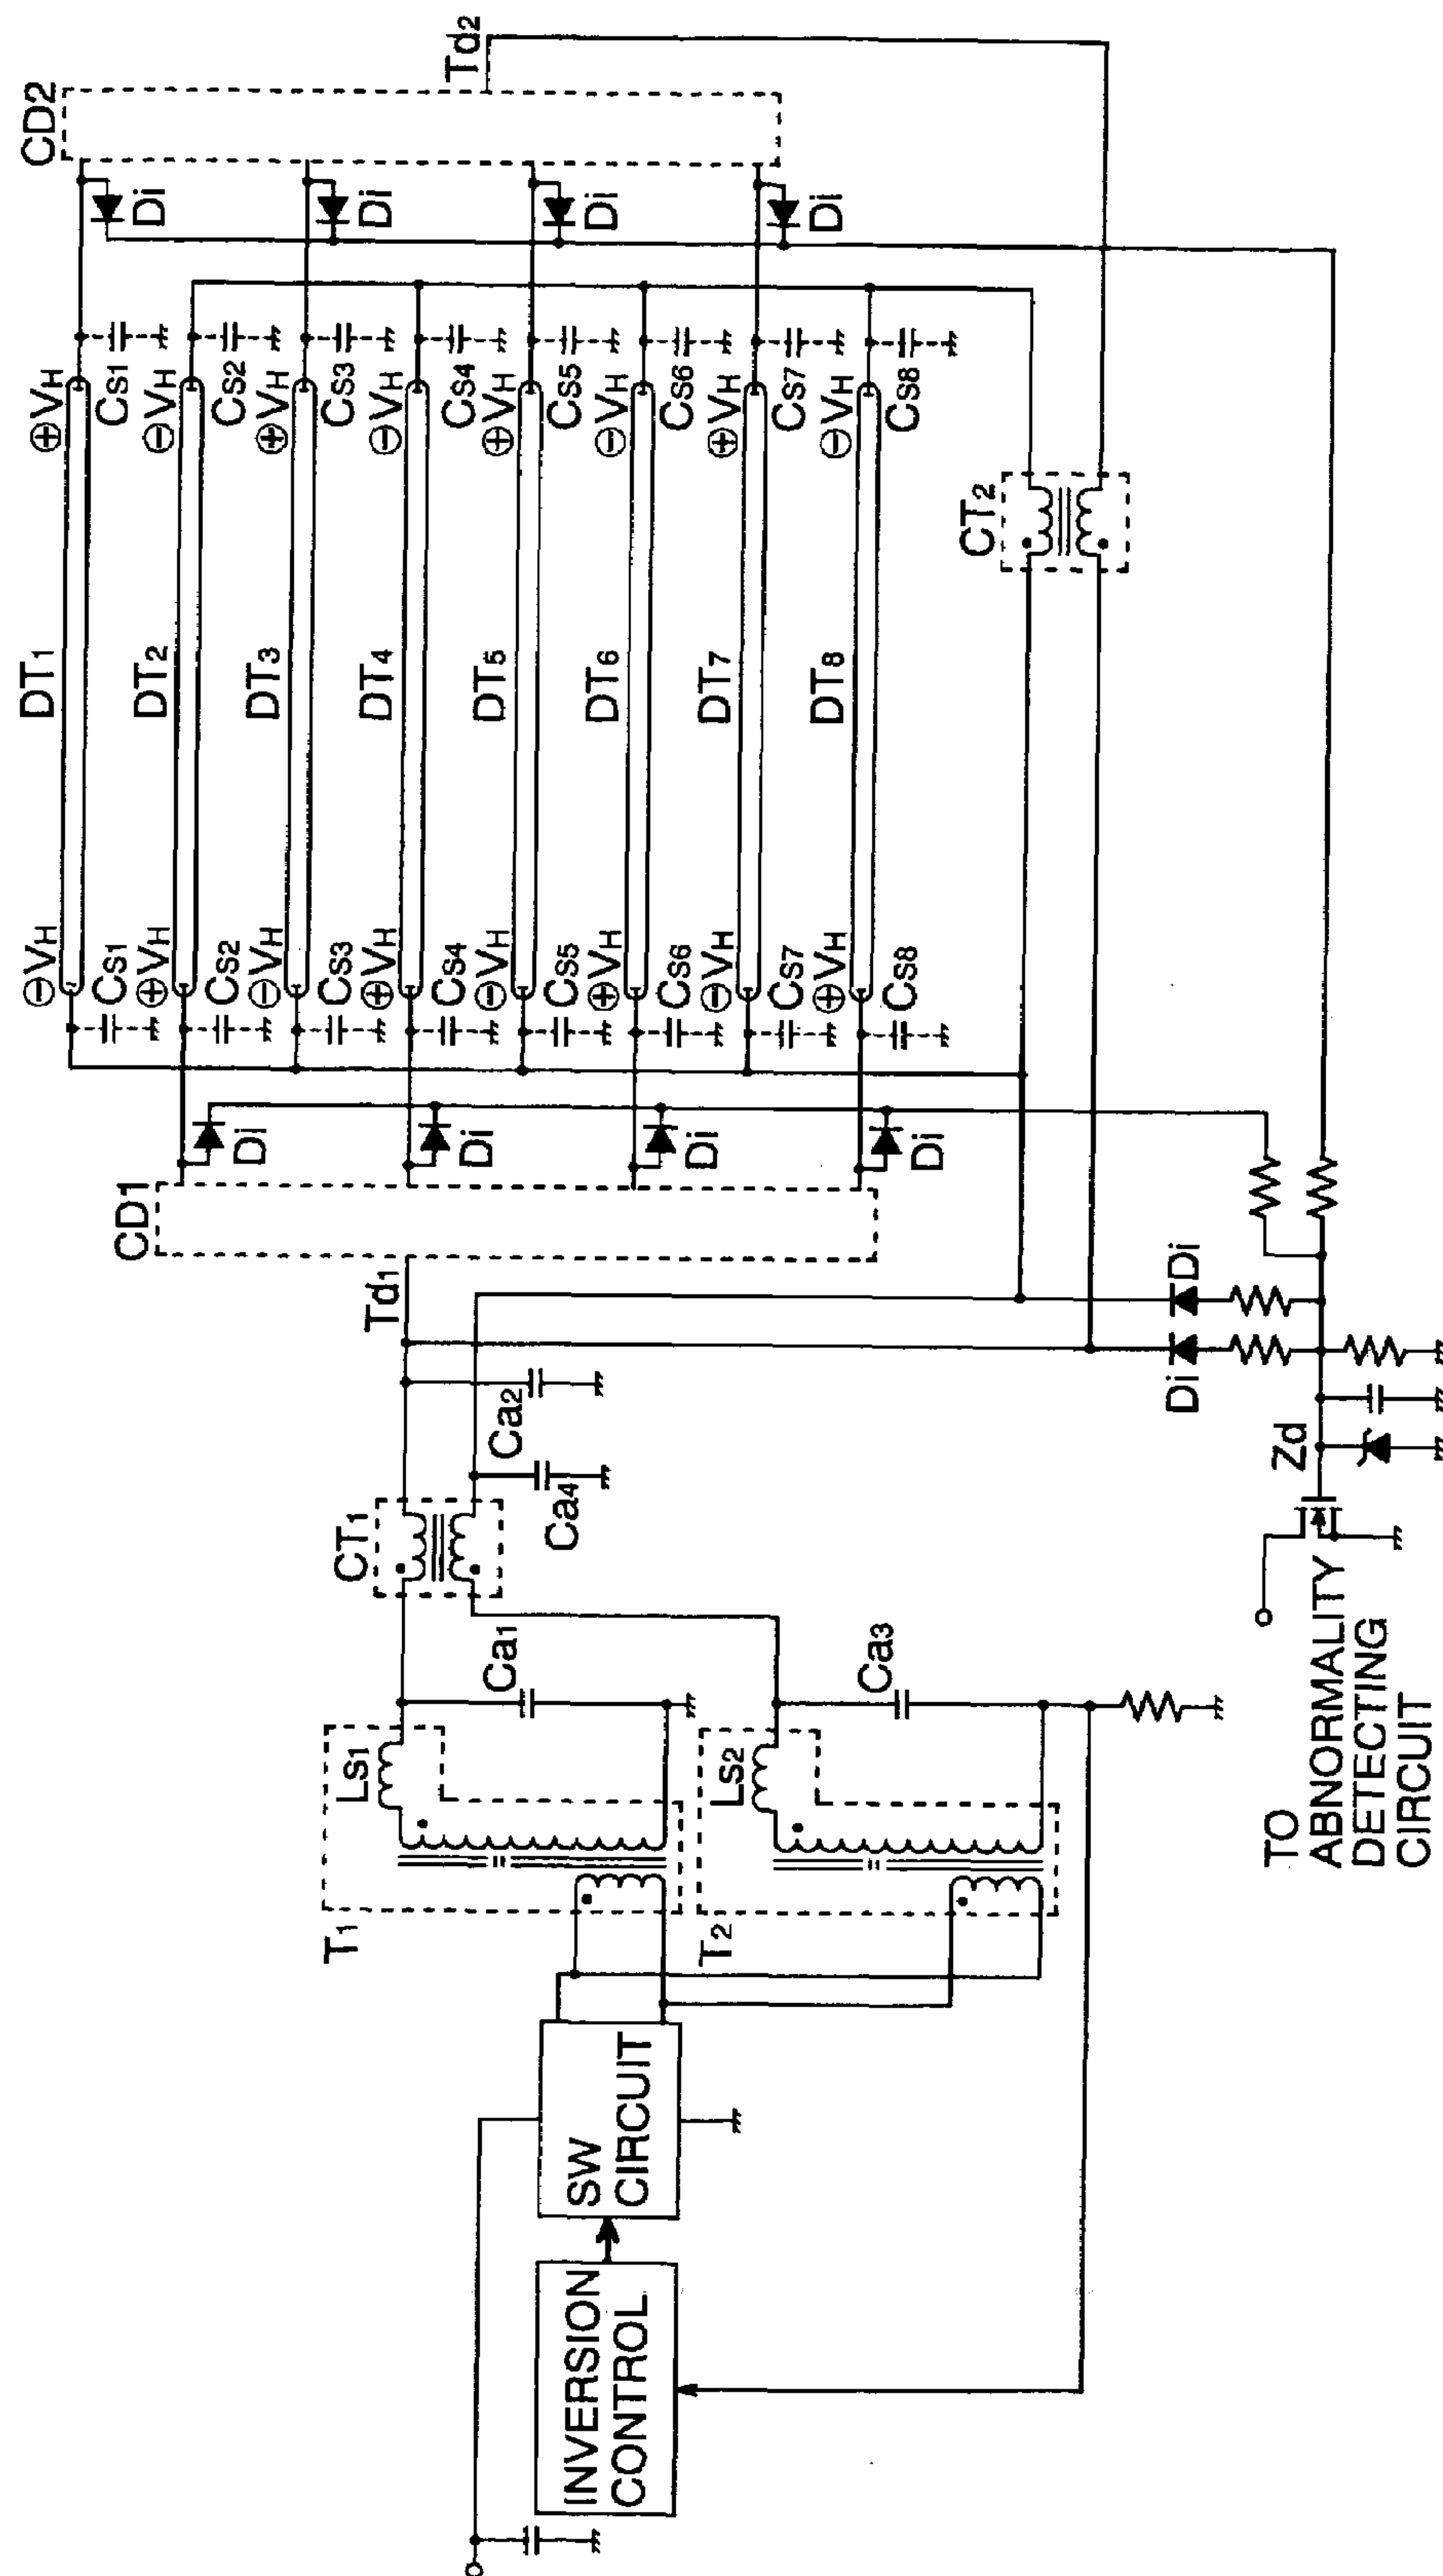 CD2
Td2
Di
Di
Di
Di
⊕VH
⊖VH
⊕VH
⊖VH
⊕VH
⊖VH
⊕VH
⊖VH
CS1
CS2
CS3
CS4
CS5
CS6
CS7
CS8
CT2
DT1
DT2
DT3
DT4
DT5
DT6
DT7
DT8
⊖VH
⊕VH
⊖VH
⊕VH
⊖VH
⊕VH
⊖VH
⊕VH
CS1
CS2
CS3
CS4
CS5
CS6
CS7
CS8
Di
Di
Di
Di
CD1
Td1
Di
Di
Ca2
Ca4
Zd
CT1
Ca1
Ca3
LS1
LS2
TO
ABNORMALITY
DETECTING
CIRCUIT
T1
T2
SW
CIRCUIT
INVERSION
CONTROL